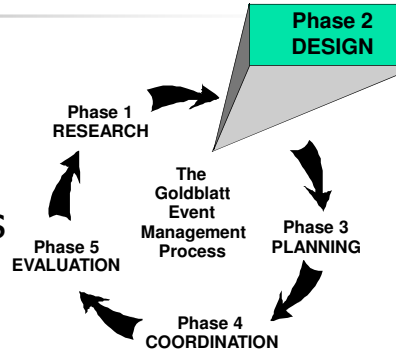 Phase 2
DESIGN
Phase 1
RESEARCH
The
Goldblatt
Event
Management
Process
Phase 3
PLANNING
Phase 4
COORDINATION
Phase 5
EVALUATION
s